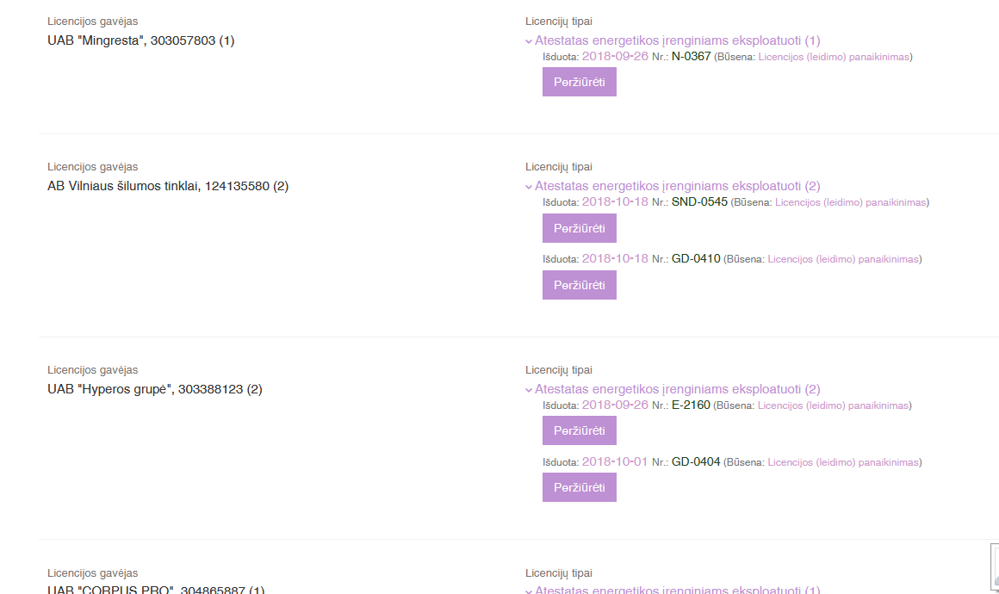 Licencijos gavėjas
Licencijų tipai
UAB "Mingresta", 303057803 (1)
Atestatas energetikos įrenginiams eksploatuoti (1)
Išduota: 2018-09-26 Nr.: N-0367 (Būsena: Licencijos (leidimo) panaikinimas)
Peržiūrėti
Licencijos gavėjas
Licencijų tipai
AB Vilniaus šilumos tinklai, 124135580 (2)
Atestatas energetikos įrenginiams eksploatuoti (2)
Išduota: 2018-10-18 Nr.: SND-0545 (Būsena: Licencijos (leidimo) panaikinimas)
Peržiūrėti
Išduota: 2018-10-18 Nr.: GD-0410 (Būsena: Licencijos (leidimo) panaikinimas)
Peržiūrėti
Licencijos gavėjas
Licencijų tipai
UAB "Hyperos grupė", 303388123 (2)
Atestatas energetikos įrenginiams eksploatuoti (2)
Išduota: 2018-09-26 Nr.: E-2160 (Būsena: Licencijos (leidimo) panaikinimas)
Peržiūrėti
Išduota: 2018-10-01 Nr.: GD-0404 (Būsena: Licencijos (leidimo) panaikinimas)
Peržiūrėti
Licencijos gavėjas
Licencijų tipai
UAB "CORPUS PRO", 304865887 (1)
Atestatas energetikos įrenginiams eksploatuoti (1)